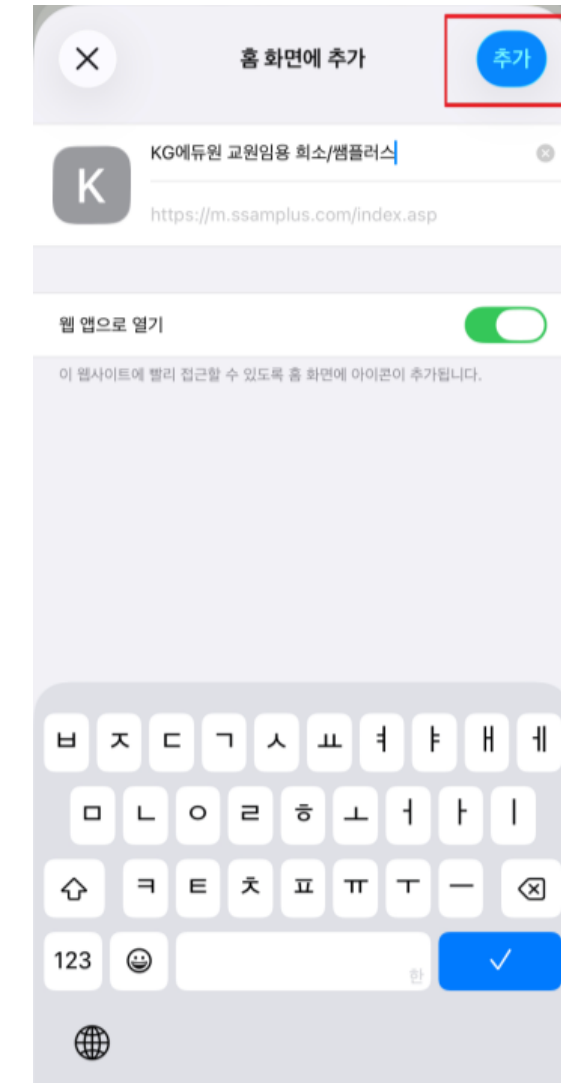 홈 화면에 추가
추가
K
KG에듀원 교원임용 희소/쌤플러스
https://m.ssamplus.com/index.asp
웹 앱으로 열기
이 웹사이트에 빨리 접근할 수 있도록 홈 화면에 아이콘이 추가됩니다.
ㅂ ㅈ ㄷ ㄱ ㅅ ㅛ ㅕ ㅑ ㅐ ㅔ
ㅁ ㄴ ㅇ ㄹ ㅎ ㅗ ㅓ ㅏ ㅣ
ㅋ ㅌ ㅊ ㅍ ㅠ ㅜ ㅡ
123
한